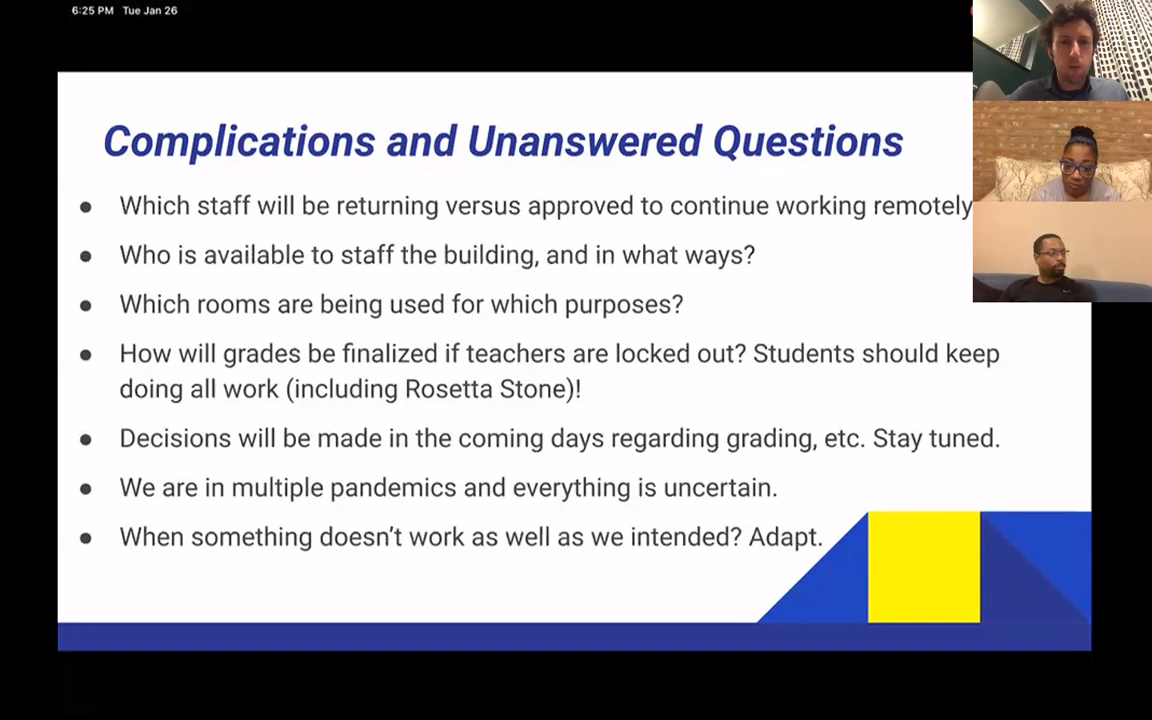 6:25 PM Tue Jan 26
Complications and Unanswered Questions
● Which staff will be returning versus approved to continue working remotely
● Who is available to staff the building, and in what ways?
● Which rooms are being used for which purposes?
● How will grades be finalized if teachers are locked out? Students should keep
doing all work (including Rosetta Stone)!
● Decisions will be made in the coming days regarding grading, etc. Stay tuned.
● We are in multiple pandemics and everything is uncertain.
● When something doesn’t work as well as we intended? Adapt.